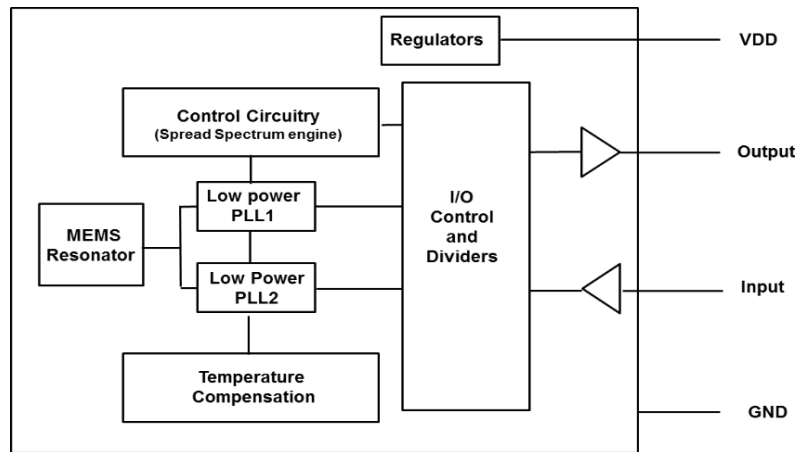 Regulators
VDD
Control Circuitry
(Spread Spectrum engine)
Output
Low power
PLL1
I/O
Control
and
Dividers
MEMS
Resonator
Low Power
PLL2
Input
Temperature
Compensation
GND